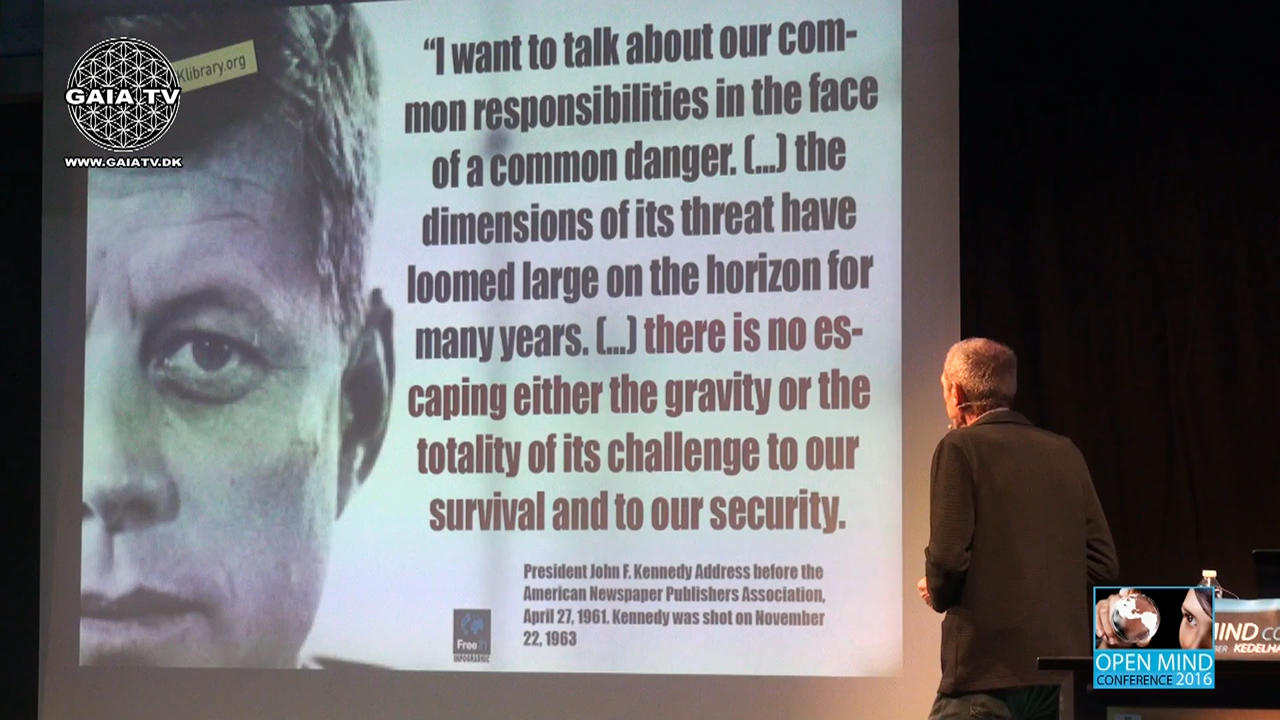 Klibrary.org
GAIA TV
WWW.GAIATV.DK
“I want to talk about our com-
mon responsibilities in the face
of a common danger. (...) the
dimensions of its threat have
loomed large on the horizon for
many years. (...) there is no es-
caping either the gravity or the
totality of its challenge to our
survival and to our security.
President John F. Kennedy Address before the
American Newspaper Publishers Association,
April 27, 1961. Kennedy was shot on November
22, 1963
INFOGRAPHIC
OPEN MIND
CONFERENCE 2016